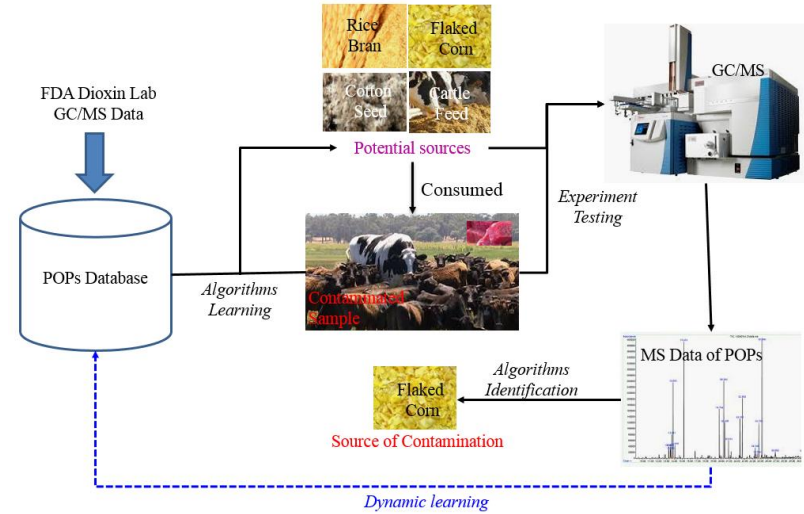 Rice
Bran
Flaked
Corn
FDA Dioxin Lab
GC/MS Data
Cotton
Seed
Cattle
Feed
GC/MS
Potential sources
Consumed
Experiment
Testing
POPs Database
Algorithms
Learning
Contaminated
Sample
MS Data of POPs
Algorithms
Identification
Flaked
Corn
Source of Contamination
Dynamic learning